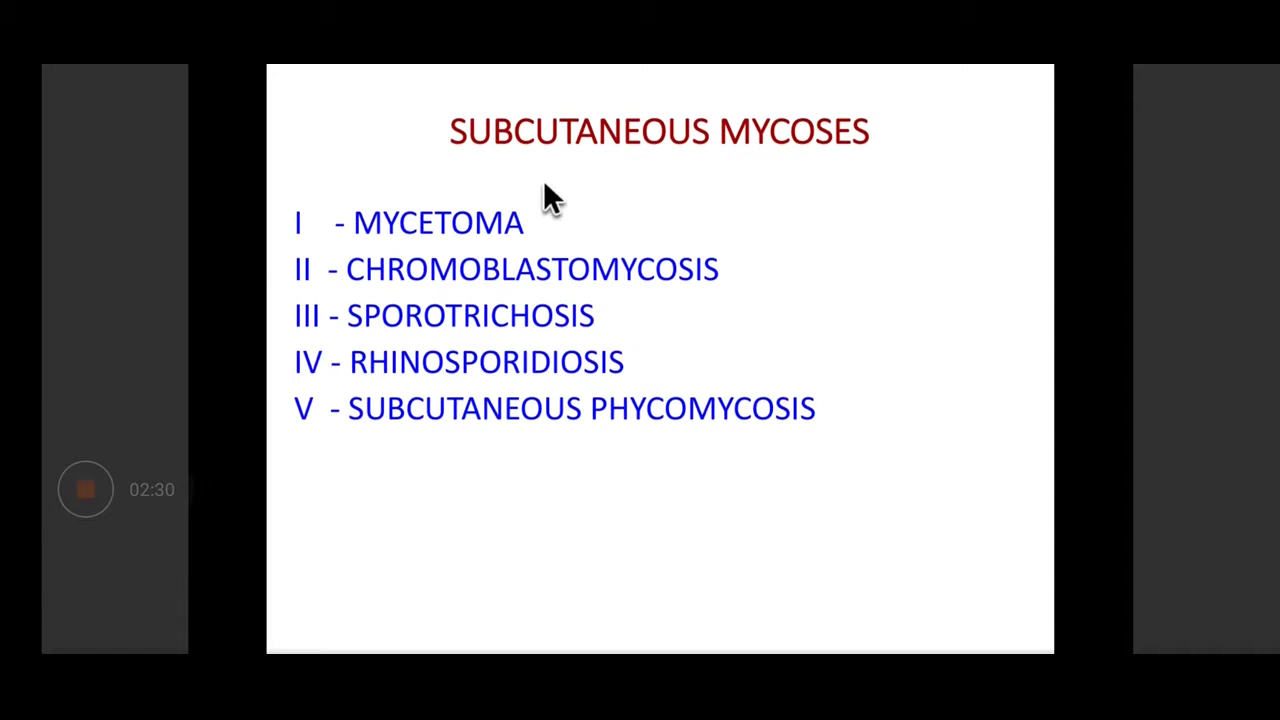 SUBCUTANEOUS MYCOSES
I - MYCETOMA
II - CHROMOBLASTOMYCOSIS
III - SPOROTRICHOSIS
IV - RHINOSPORIDIOSIS
V - SUBCUTANEOUS PHYCOMYCOSIS
02:30